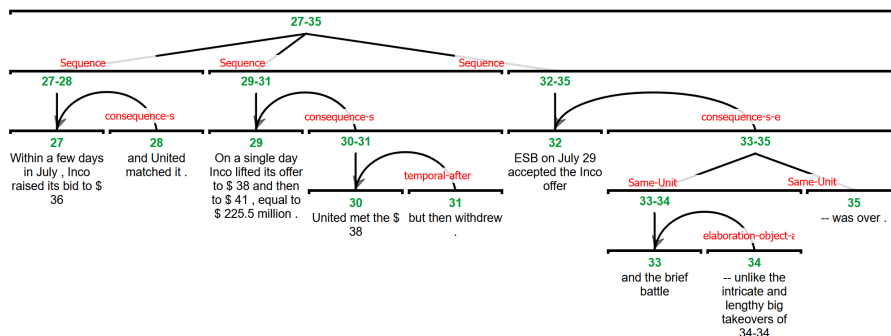 27-35
Sequence Sequence Sequence
27-28 29-31 32-35
consequence-s consequence-s consequence-s-e
27 28 29 30-31 32 33-35
Within a few days
in July , Inco
raised its bid to $
36
and United
matched it .
On a single day
Inco lifted its offer
to $ 38 and then
to $ 41 , equal to
$ 225.5 million .
temporal-after
30 31
United met the $
38
but then withdrew
.
ESB on July 29
accepted the Inco
offer
Same-Unit Same-Unit
33-34 35
-- was over .
elaboration-object-a
33 34
and the brief
battle
-- unlike the
intricate and
lengthy big
takeovers of
34-34